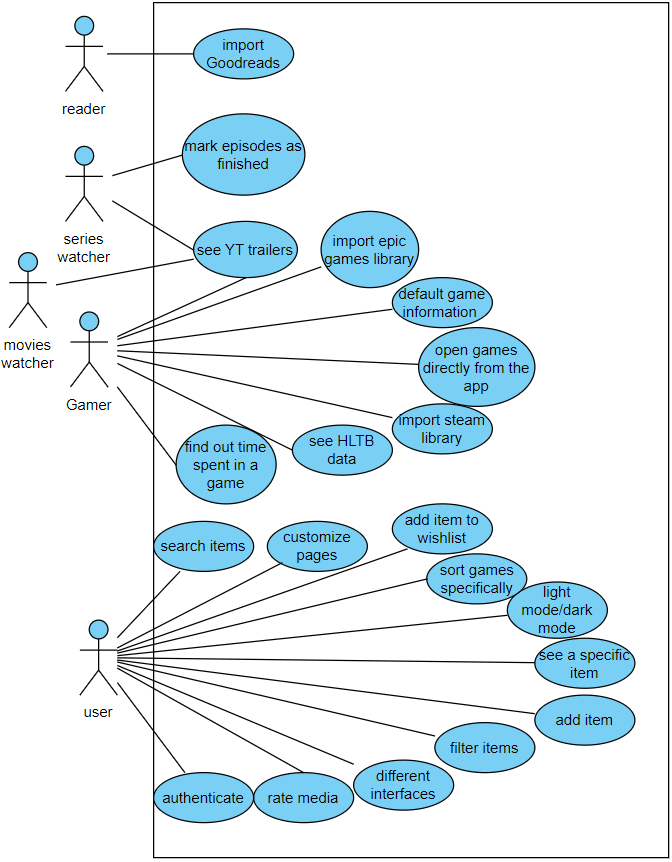 import
Goodreads
reader
mark episodes as
finished
series
watcher
see YT trailers
import epic
games library
movies
watcher
default game
information
Gamer
open games
directly from the
app
import steam
library
find out time
spent in a
game
see HLTB
data
search items
customize
pages
add item to
wishlist
sort games
specifically
light
mode/dark
mode
see a specific
item
user
add item
filter items
authenticate
rate media
different
interfaces